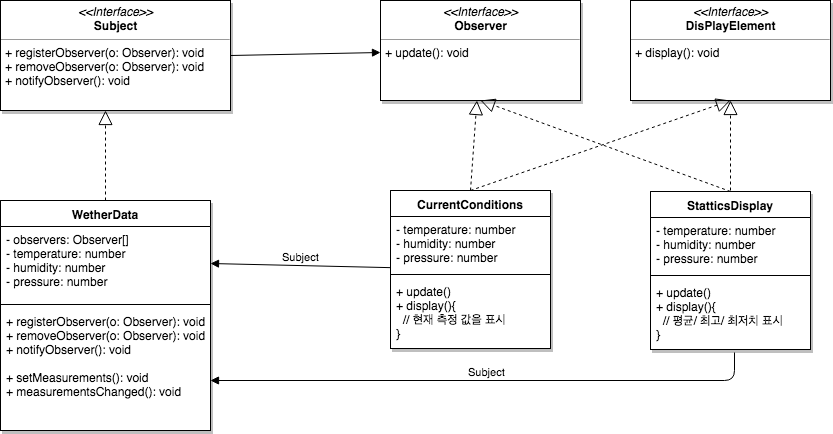 <<Interface>>
Subject
+ registerObserver(o: Observer): void
+ removeObserver(o: Observer): void
+ notifyObserver(): void
<<Interface>>
Observer
+ update(): void
<<Interface>>
DisPlayElement
+ display(): void
WetherData
- observers: Observer[]
- temperature: number
- humidity: number
- pressure: number
+ registerObserver(o: Observer): void
+ removeObserver(o: Observer): void
+ notifyObserver(): void
+ setMeasurements(): void
+ measurementsChanged(): void
Subject
CurrentConditions
- temperature: number
- humidity: number
- pressure: number
+ update()
+ display(){
// 현재 측정 값을 표시
}
StatticsDisplay
- temperature: number
- humidity: number
- pressure: number
+ update()
+ display(){
// 평균/ 최고/ 최저치 표시
}
Subject